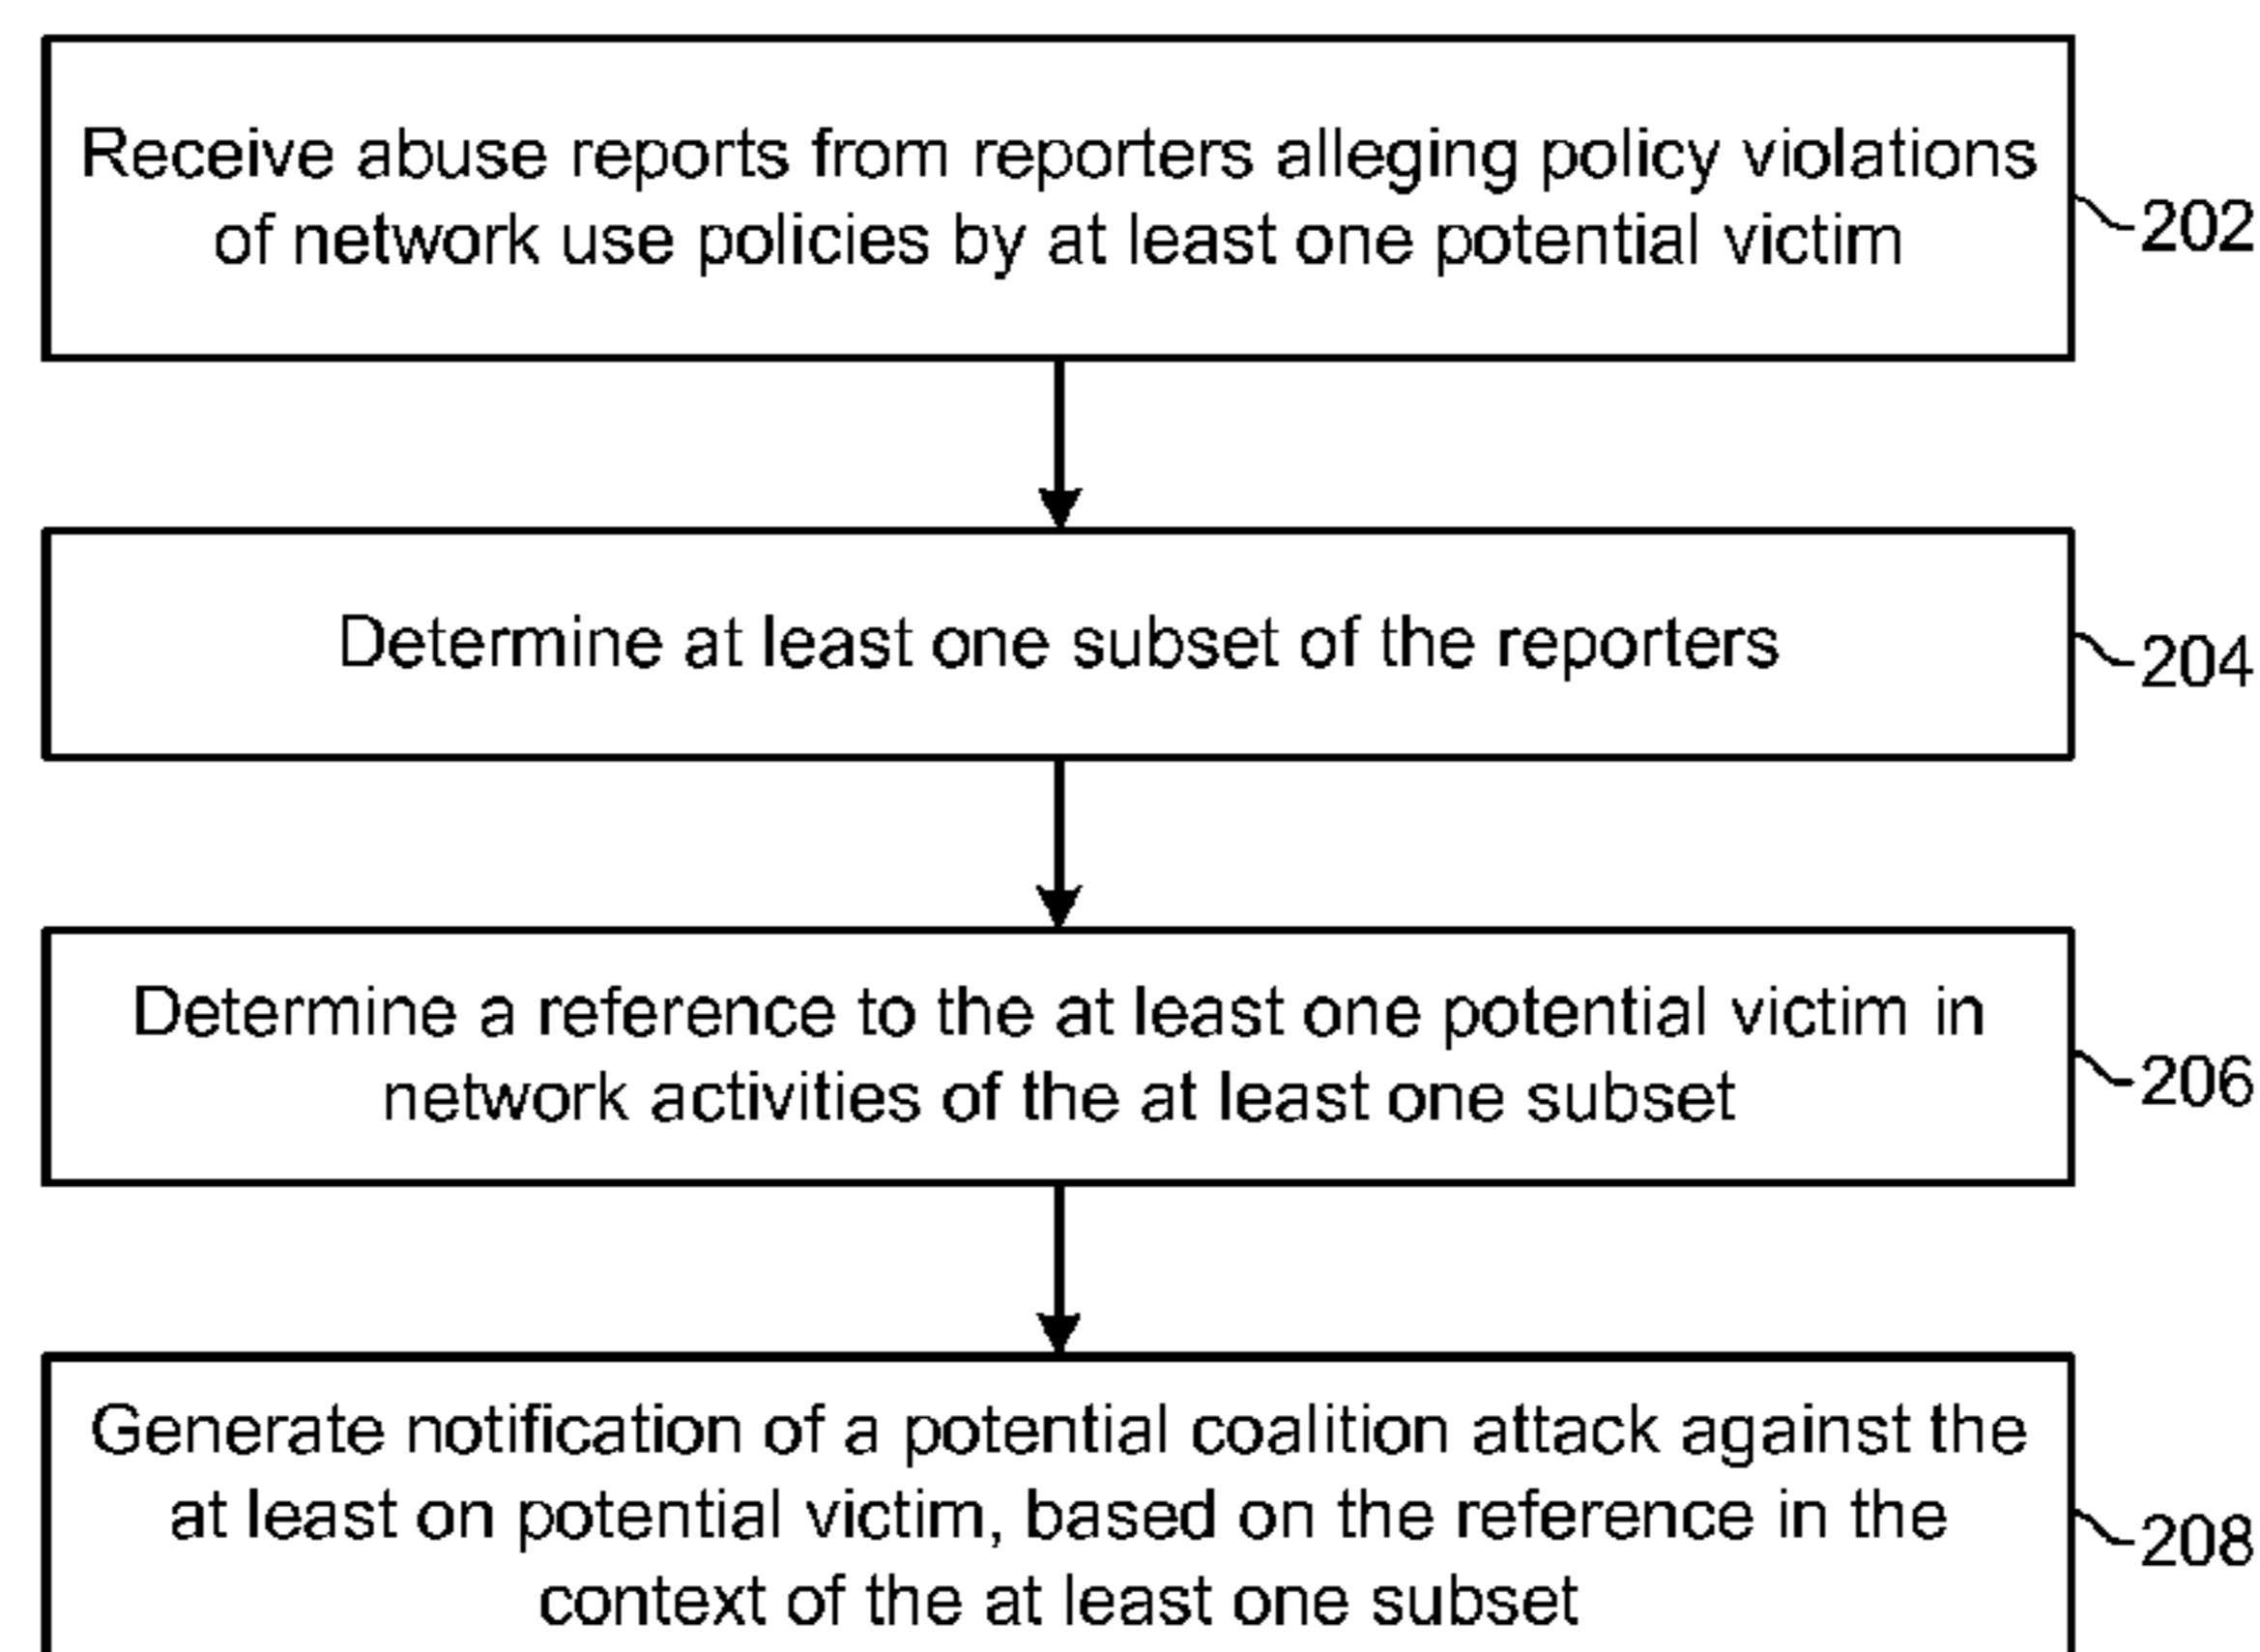 Receive abuse reports from reporters alleging policy violations
of network use policies by at least one potential victim
202
Determine at least one subset of the reporters
204
Determine a reference to the at least one potential victim in
network activities of the at least one subset
206
Generate notification of a potential coalition attack against the
at least on potential victim, based on the reference in the
context of the at least one subset
208